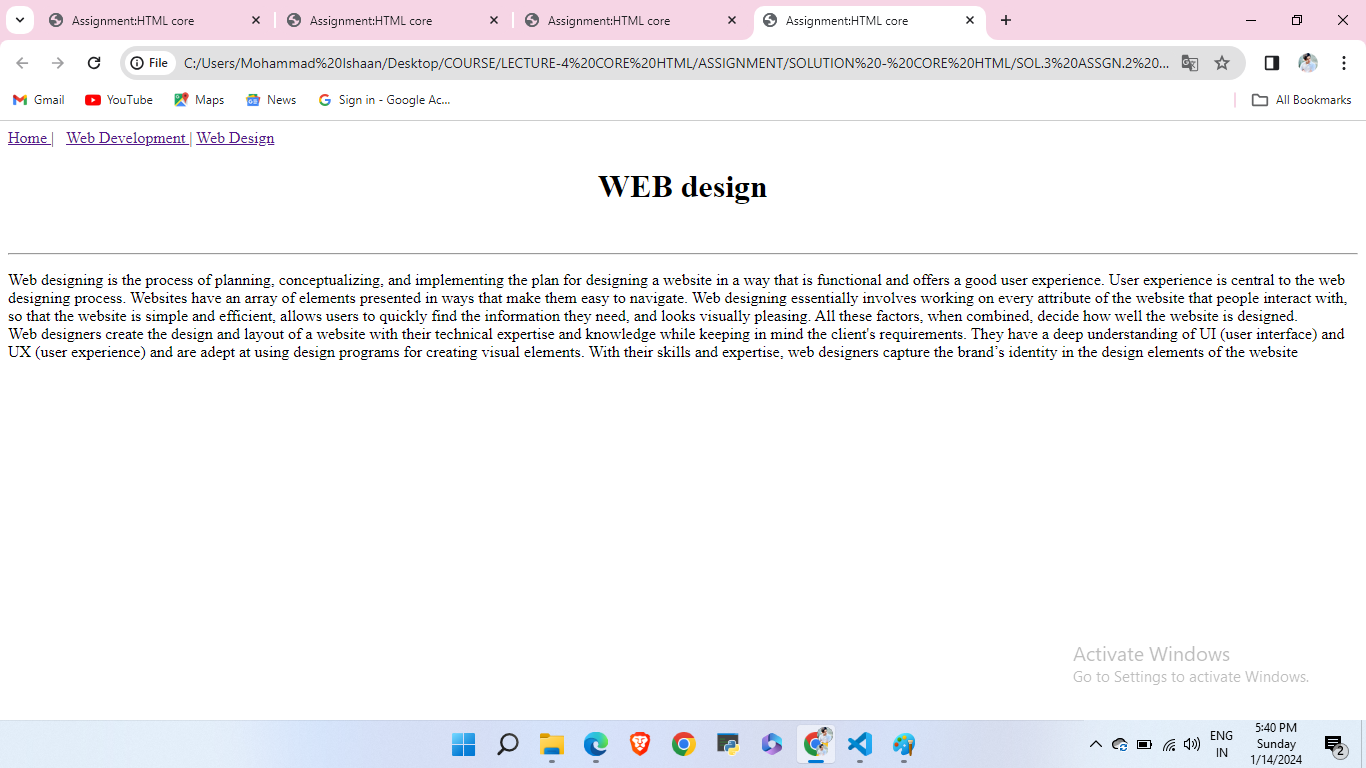 Assignment:HTML core
Assignment:HTML core
Assignment:HTML core
Assignment:HTML core
File
C:/Users/Mohammad%20Ishaan/Desktop/COURSE/LECTURE-4%20CORE%20HTML/ASSIGNMENT/SOLUTION%20-%20CORE%20HTML/SOL.3%20ASSGN.2%20...
Gmail
YouTube
Maps
News
Sign in - Google Ac...
All Bookmarks
Home | Web Development | Web Design
WEB design
Web designing is the process of planning, conceptualizing, and implementing the plan for designing a website in a way that is functional and offers a good user experience. User experience is central to the web
designing process. Websites have an array of elements presented in ways that make them easy to navigate. Web designing essentially involves working on every attribute of the website that people interact with,
so that the website is simple and efficient, allows users to quickly find the information they need, and looks visually pleasing. All these factors, when combined, decide how well the website is designed.
Web designers create the design and layout of a website with their technical expertise and knowledge while keeping in mind the client's requirements. They have a deep understanding of UI (user interface) and
UX (user experience) and are adept at using design programs for creating visual elements. With their skills and expertise, web designers capture the brand’s identity in the design elements of the website
Activate Windows
Go to Settings to activate Windows.
ENG
IN
5:40 PM
Sunday
1/14/2024
2